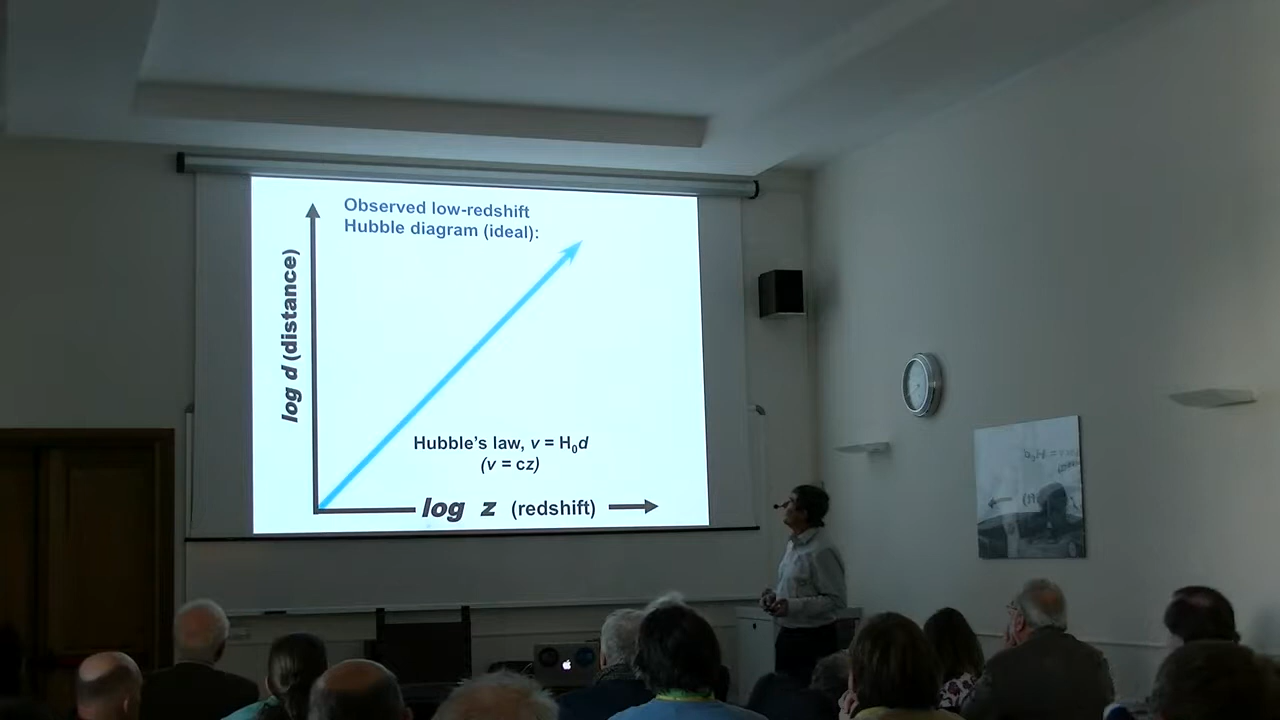 Observed low-redshift
Hubble diagram (ideal):
log d (distance)
Hubble's law, v = H₀d
(v = cz)
log z (redshift)